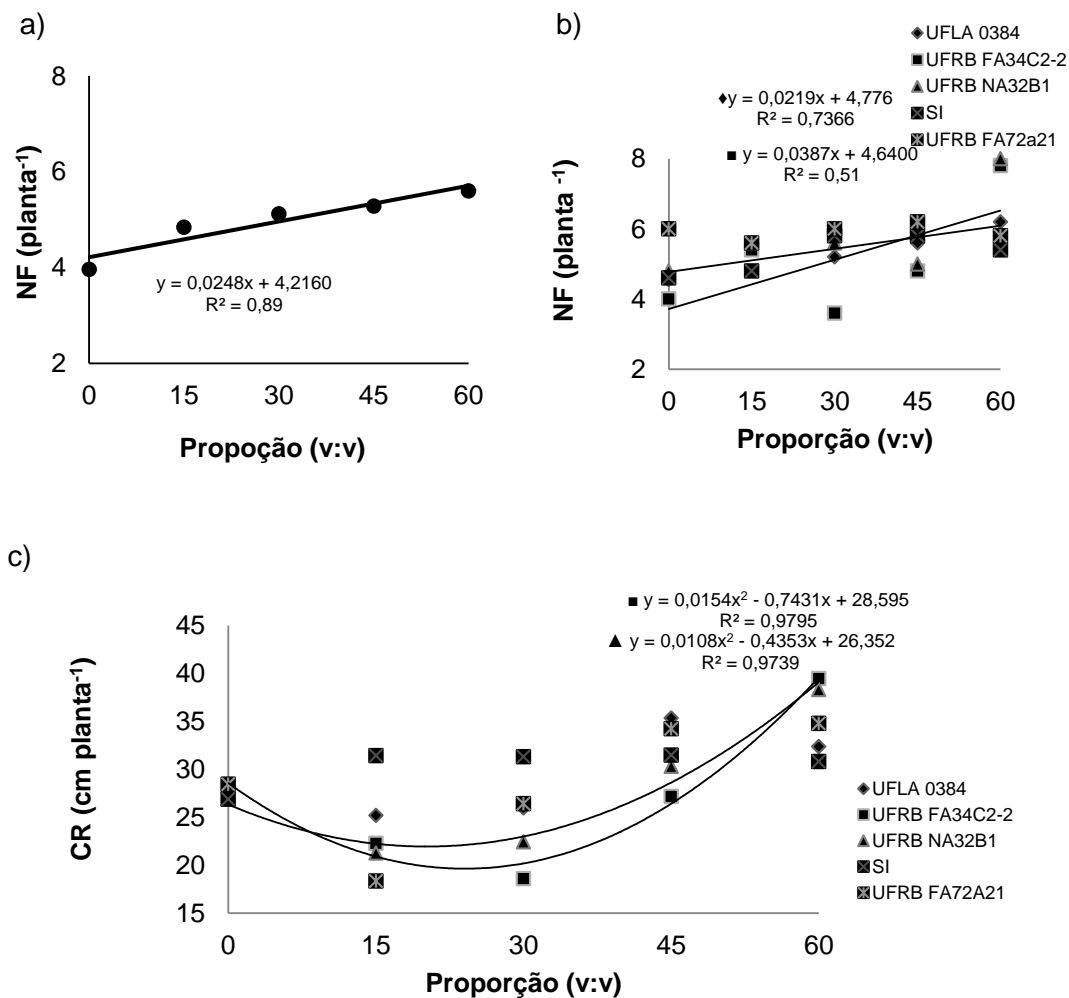 a)
8
6
4
2
NF (planta-1)
y = 0,0248x + 4,2160
R² = 0,89
0 15 30 45 60
Propoção (v:v)
b)
UFLA 0384
UFRB FA34C2-2
UFRB NA32B1
SI
UFRB FA72a21
♦y = 0,0219x + 4,776
R² = 0,7366
■ y = 0,0387x + 4,6400
R² = 0,51
8
6
4
2
NF (planta -1)
0 15 30 45 60
Proporção (v:v)
c)
■ y = 0,0154x² - 0,7431x + 28,595
R² = 0,9795
▲ y = 0,0108x² - 0,4353x + 26,352
R² = 0,9739
45
40
35
30
25
20
15
CR (cm planta-1)
UFLA 0384
UFRB FA34C2-2
UFRB NA32B1
SI
UFRB FA72A21
0 15 30 45 60
Proporção (v:v)